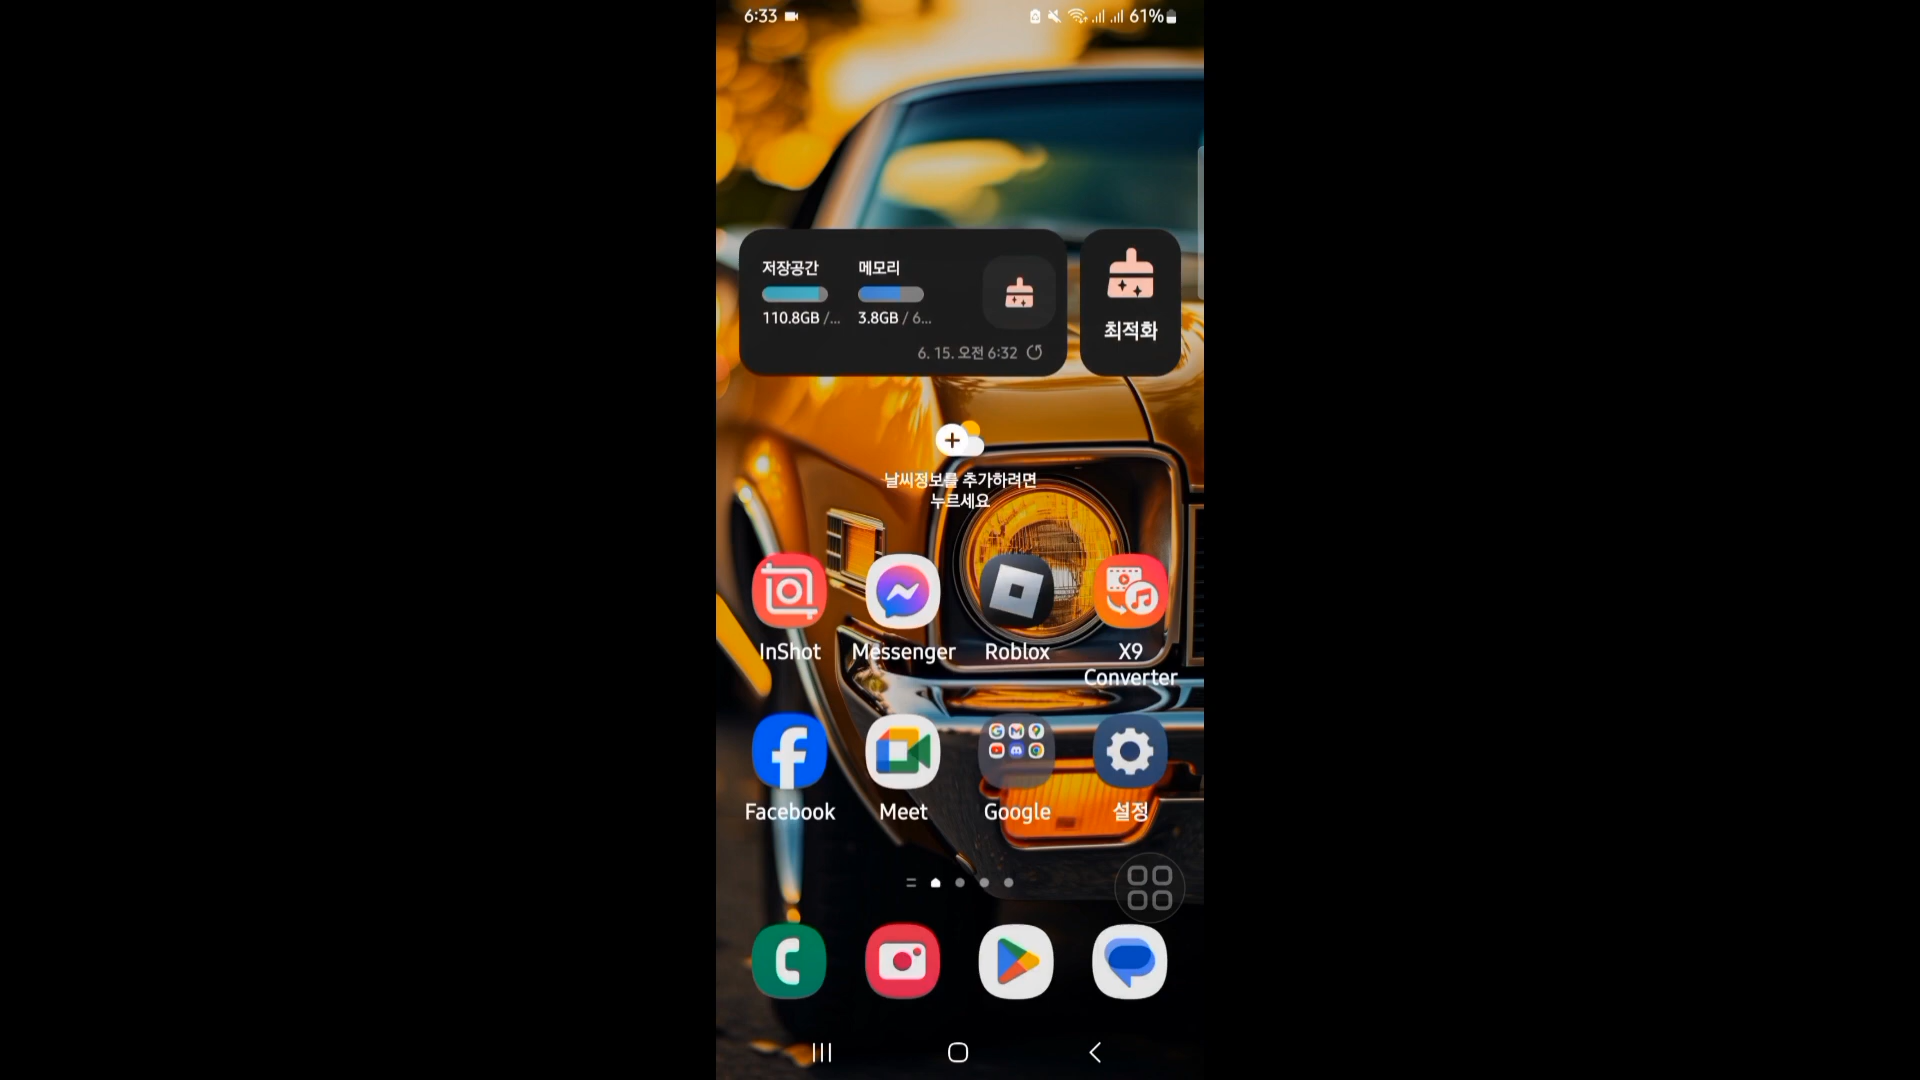 6:33
61%
저장공간
메모리
110.8GB /...
3.8GB / 6...
6. 15. 오전 6:32
최적화
날씨정보를 추가하려면
누르세요
InShot
Messenger
Roblox
X9
Converter
Facebook
Meet
Google
설정